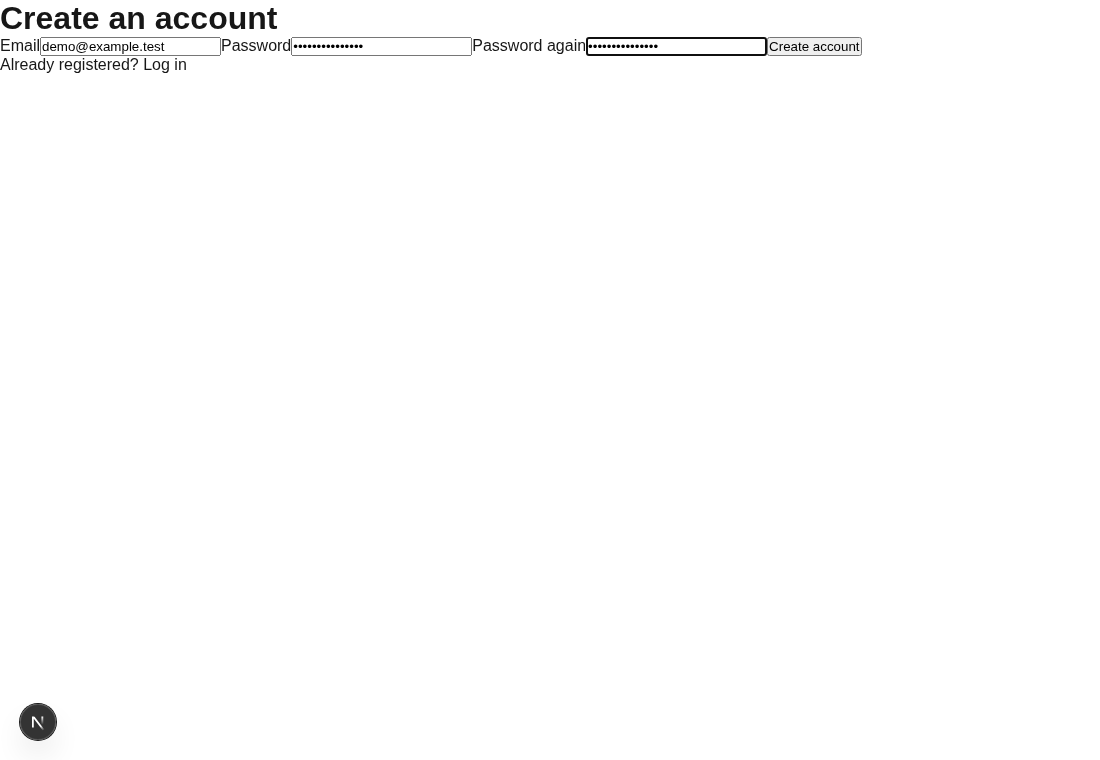 Create an account
Email demo@example.test Password ••••••••••••••• Password again ••••••••••••••• Create account
Already registered? Log in
N